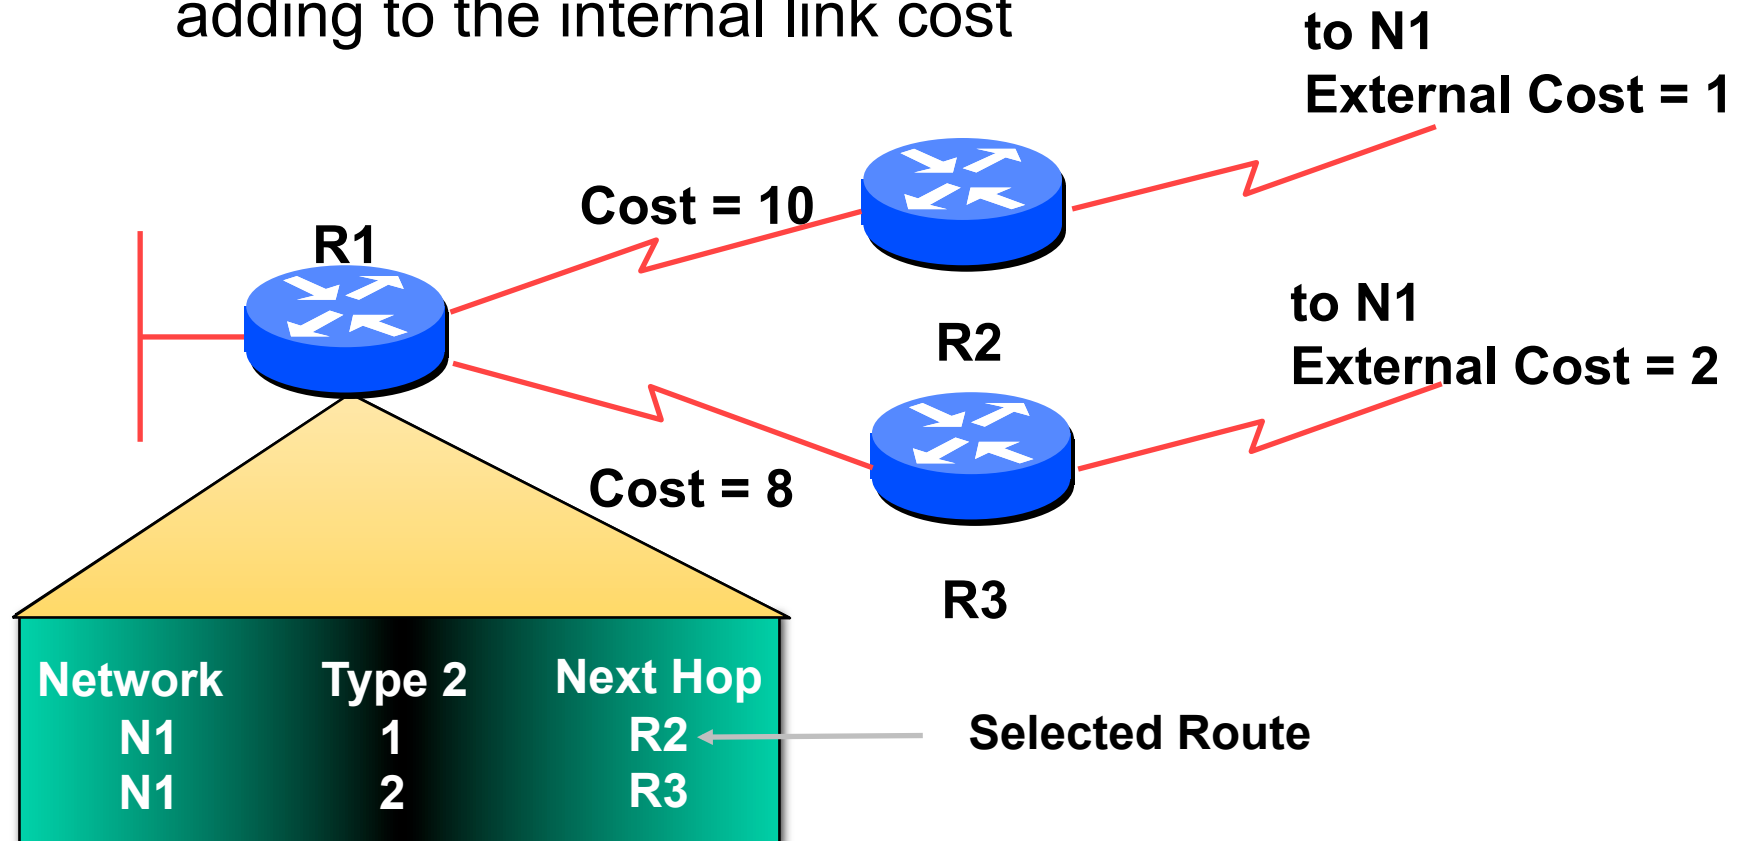 adding to the internal link cost
to N1
External Cost = 1
Cost = 10
R1
R2
to N1
External Cost = 2
Cost = 8
R3
Network Type 2 Next Hop
N1 1 R2
Selected Route
N1 2 R3